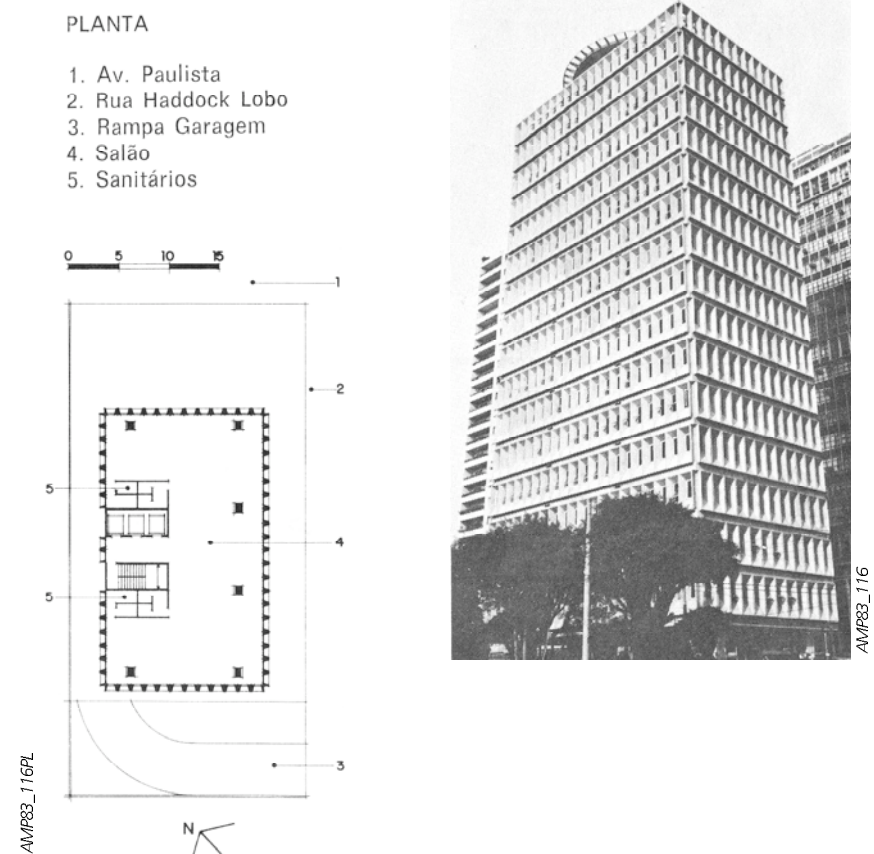 PLANTA
1. Av. Paulista
2. Rua Haddock Lobo
3. Rampa Garagem
4. Salão
5. Sanitários
0 5 10 15
1
2
5
4
5
3
N
AMP83_116PL
AMP83_116